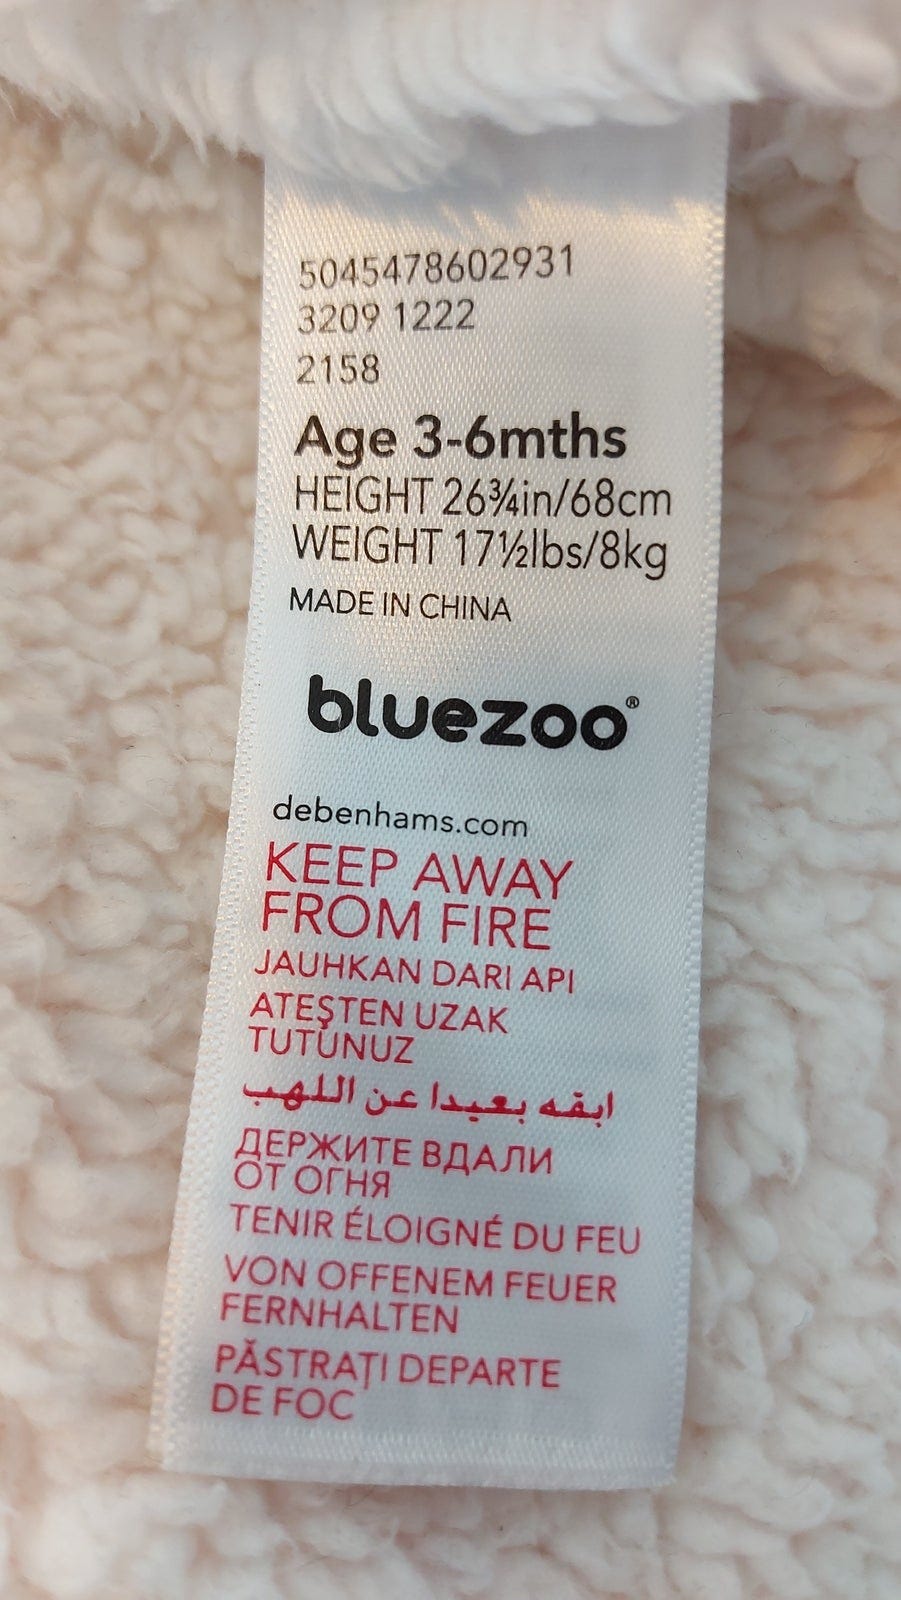 5045478602931
3209 1222
2158
Age 3-6mths
HEIGHT 26¾in/68cm
WEIGHT 17½lbs/8kg
MADE IN CHINA
bluezoo®
debenhams.com
KEEP AWAY
FROM FIRE
JAUHKAN DARI API
ATEŞTEN UZAK
TUTUNUZ
ابقه بعيدا عن اللهب
ДЕРЖИТЕ ВДАЛИ
ОТ ОГНЯ
TENIR ÉLOIGNÉ DU FEU
VON OFFENEM FEUER
FERNHALTEN
PĂSTRAȚI DEPARTE
DE FOC